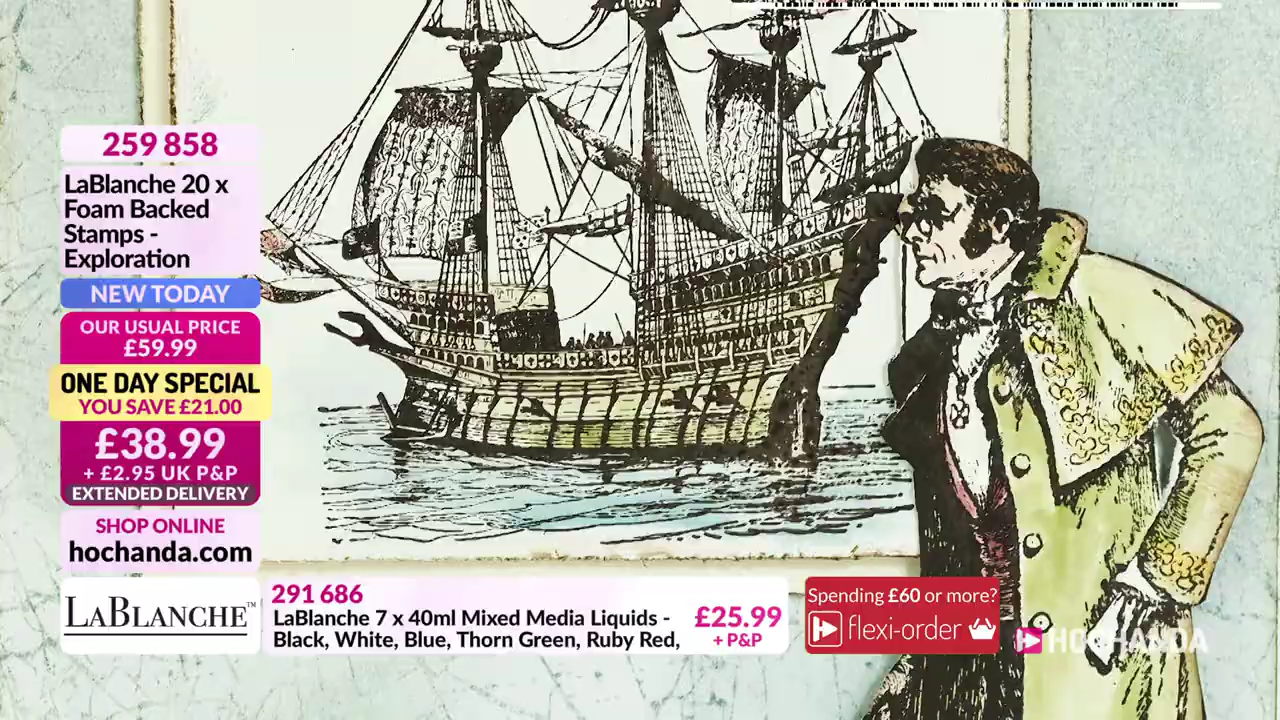 259 858
LaBlanche 20 x
Foam Backed
Stamps -
Exploration
NEW TODAY
OUR USUAL PRICE
£59.99
ONE DAY SPECIAL
YOU SAVE £21.00
£38.99
+ £2.95 UK P&P
EXTENDED DELIVERY
SHOP ONLINE
hochanda.com
LABLANCHE™
291 686
LaBlanche 7 x 40ml Mixed Media Liquids -
Black, White, Blue, Thorn Green, Ruby Red,
£25.99
+ P&P
Spending £60 or more?
flexi-order
HOCHANDA